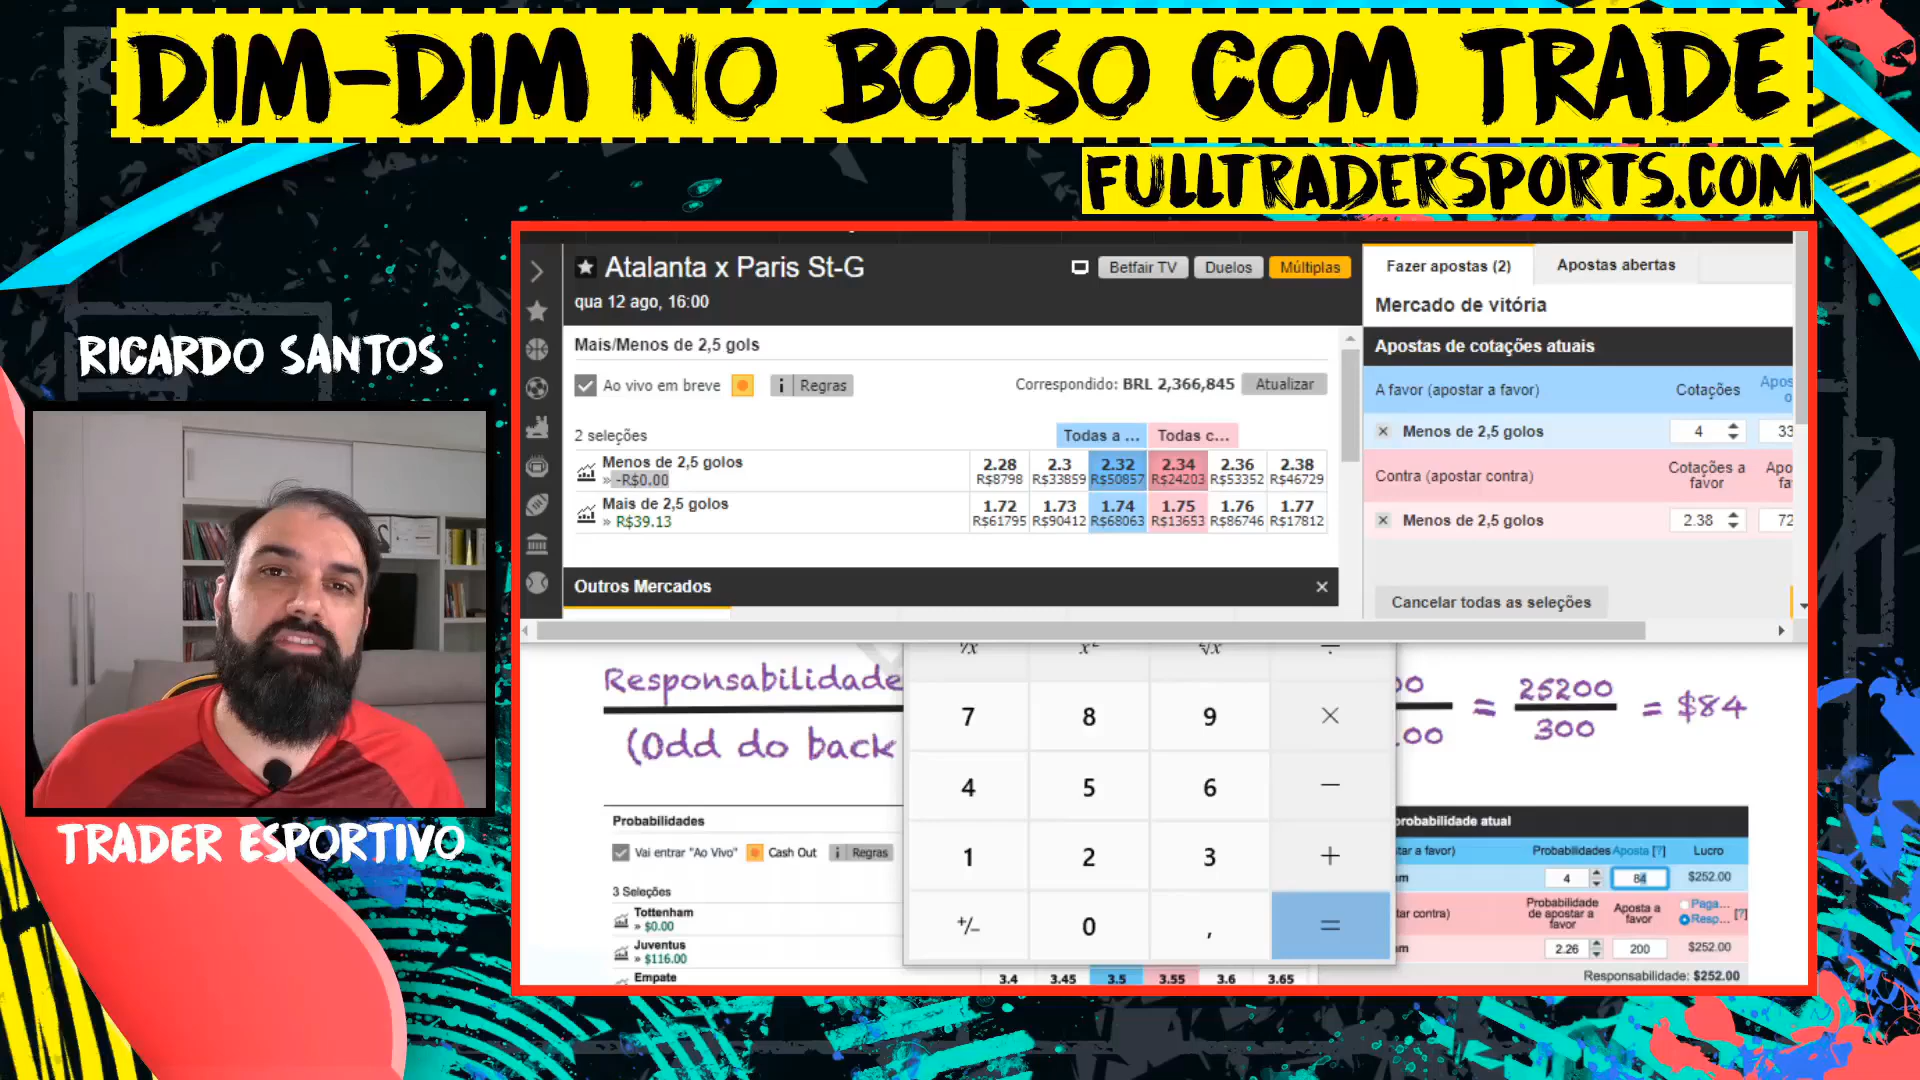 DIM-DIM NO BOLSO COM TRADE
FULLTRADERSPORTS.COM
RICARDO SANTOS
TRADER ESPORTIVO
Atalanta x Paris St-G
Betfair TV Duelos Múltiplas
qua 12 ago, 16:00
Mais/Menos de 2,5 gols
Ao vivo em breve i Regras Correspondido: BRL 2,366,845 Atualizar
2 seleções Todas a ... Todas c...
Menos de 2,5 golos 2.28 2.3 2.32 2.34 2.36 2.38
» -R$0.00 R$8798 R$33859 R$50857 R$24203 R$53352 R$46729
Mais de 2,5 golos 1.72 1.73 1.74 1.75 1.76 1.77
» R$39.13 R$61795 R$90412 R$68063 R$13653 R$86746 R$17812
Outros Mercados ×
Fazer apostas (2) Apostas abertas
Mercado de vitória
Apostas de cotações atuais
A favor (apostar a favor) Cotações
× Menos de 2,5 golos 4 33
Contra (apostar contra) Cotações a favor
× Menos de 2,5 golos 2.38 72
Cancelar todas as seleções
Responsabilidade
(Odd do back
= 25200 = $84
300
7 8 9 ×
4 5 6 −
1 2 3 +
+/− 0 , =
Probabilidades
Vai entrar "Ao Vivo" Cash Out i Regras
3 Seleções
Tottenham
» $0.00
Juventus
» $116.00
Empate
3.4 3.45 3.5 3.55 3.6 3.65
probabilidade atual
tar a favor) Probabilidades Aposta [?] Lucro
4 84 $252.00
tar contra) Probabilidade de apostar a favor Aposta a favor Paga... Resp... [?]
2.26 200 $252.00
Responsabilidade: $252.00